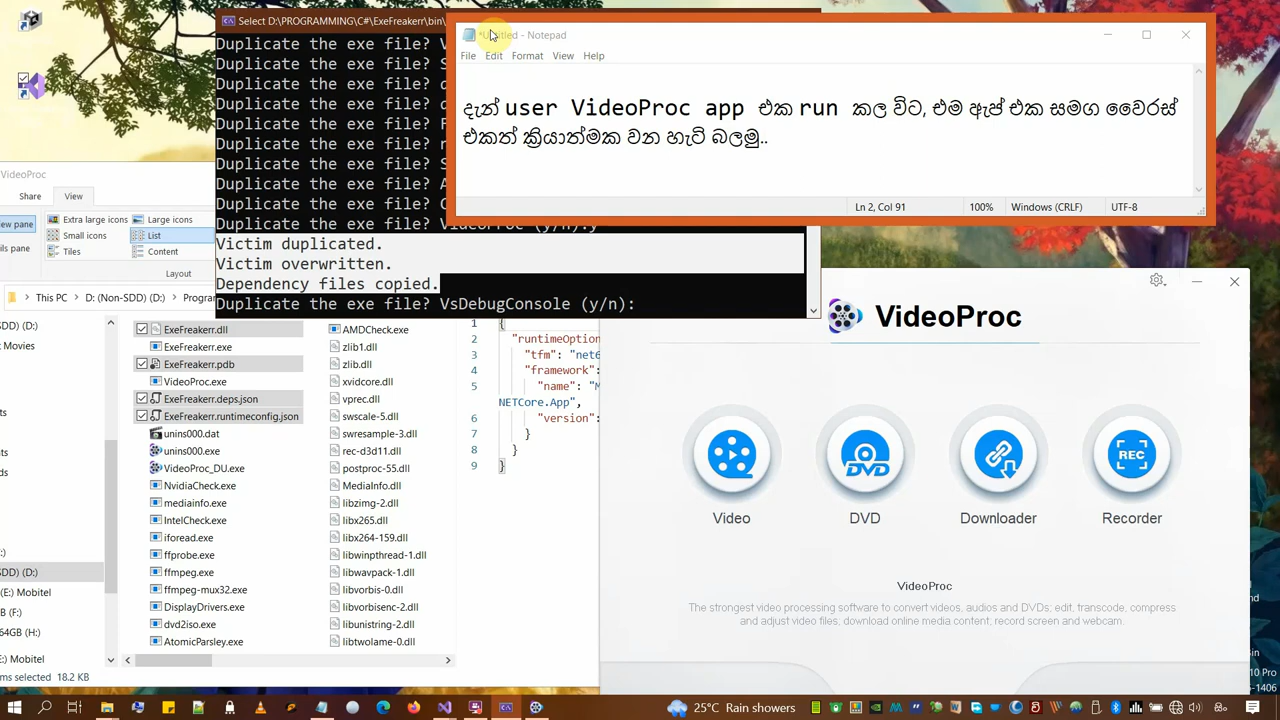 Select D:\PROGRAMMING\C#\ExeFreakerr\bin\
Duplicate the exe file?
Duplicate the exe file?
Duplicate the exe file?
Duplicate the exe file?
Duplicate the exe file?
Duplicate the exe file?
Duplicate the exe file?
Duplicate the exe file?
Duplicate the exe file?
Duplicate the exe file? VideoProc (y/n):y
Victim duplicated.
Victim overwritten.
Dependency files copied.
Duplicate the exe file? VsDebugConsole (y/n):
*Untitled - Notepad
File Edit Format View Help
දැන් user VideoProc app එක run කල විට, එම ඇප් එක සමග වෛරස්
එකත් ක්‍රියාත්මක වන හැටි බලමු..
Ln 2, Col 91 100% Windows (CRLF) UTF-8
VideoProc
Share View
Extra large icons Large icons
Small icons List
Tiles Content
Layout
This PC D: (Non-SDD) (D:)
ExeFreakerr.dll
ExeFreakerr.exe
ExeFreakerr.pdb
VideoProc.exe
ExeFreakerr.deps.json
ExeFreakerr.runtimeconfig.json
unins000.dat
unins000.exe
VideoProc_DU.exe
NvidiaCheck.exe
mediainfo.exe
IntelCheck.exe
iforead.exe
ffprobe.exe
ffmpeg.exe
ffmpeg-mux32.exe
DisplayDrivers.exe
dvd2iso.exe
AtomicParsley.exe
AMDCheck.exe
zlib1.dll
zlib.dll
xvidcore.dll
vprec.dll
swscale-5.dll
swresample-3.dll
rec-d3d11.dll
postproc-55.dll
MediaInfo.dll
libzimg-2.dll
libx265.dll
libx264-159.dll
libwinpthread-1.dll
libwavpack-1.dll
libvorbis-0.dll
libvorbisenc-2.dll
libunistring-2.dll
libtwolame-0.dll
1 {
2 "runtimeOption
3 "tfm": "net6
4 "framework":
5 "name": "M
NETCore.App",
6 "version":
7 }
8 }
9 }
VideoProc
Video DVD Downloader Recorder
REC
VideoProc
The strongest video processing software to convert videos, audios and DVDs; edit, transcode, compress
and adjust video files; download online media content, record screen and webcam.
18.2 KB
25°C Rain showers